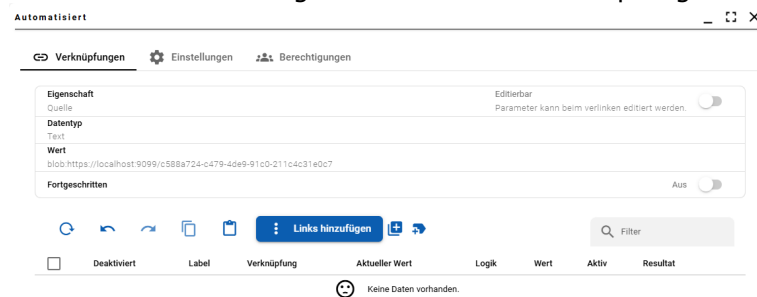 Automatisiert
Verknüpfungen Einstellungen Berechtigungen
Eigenschaft Editierbar
Quelle Parameter kann beim verlinken editiert werden.
Datentyp
Text
Wert
blob:https://localhost:9099/c588a724-c479-4de9-91c0-211c4c31e0c7
Fortgeschritten Aus
Links hinzufügen Filter
Deaktiviert Label Verknüpfung Aktueller Wert Logik Wert Aktiv Resultat
Keine Daten vorhanden.